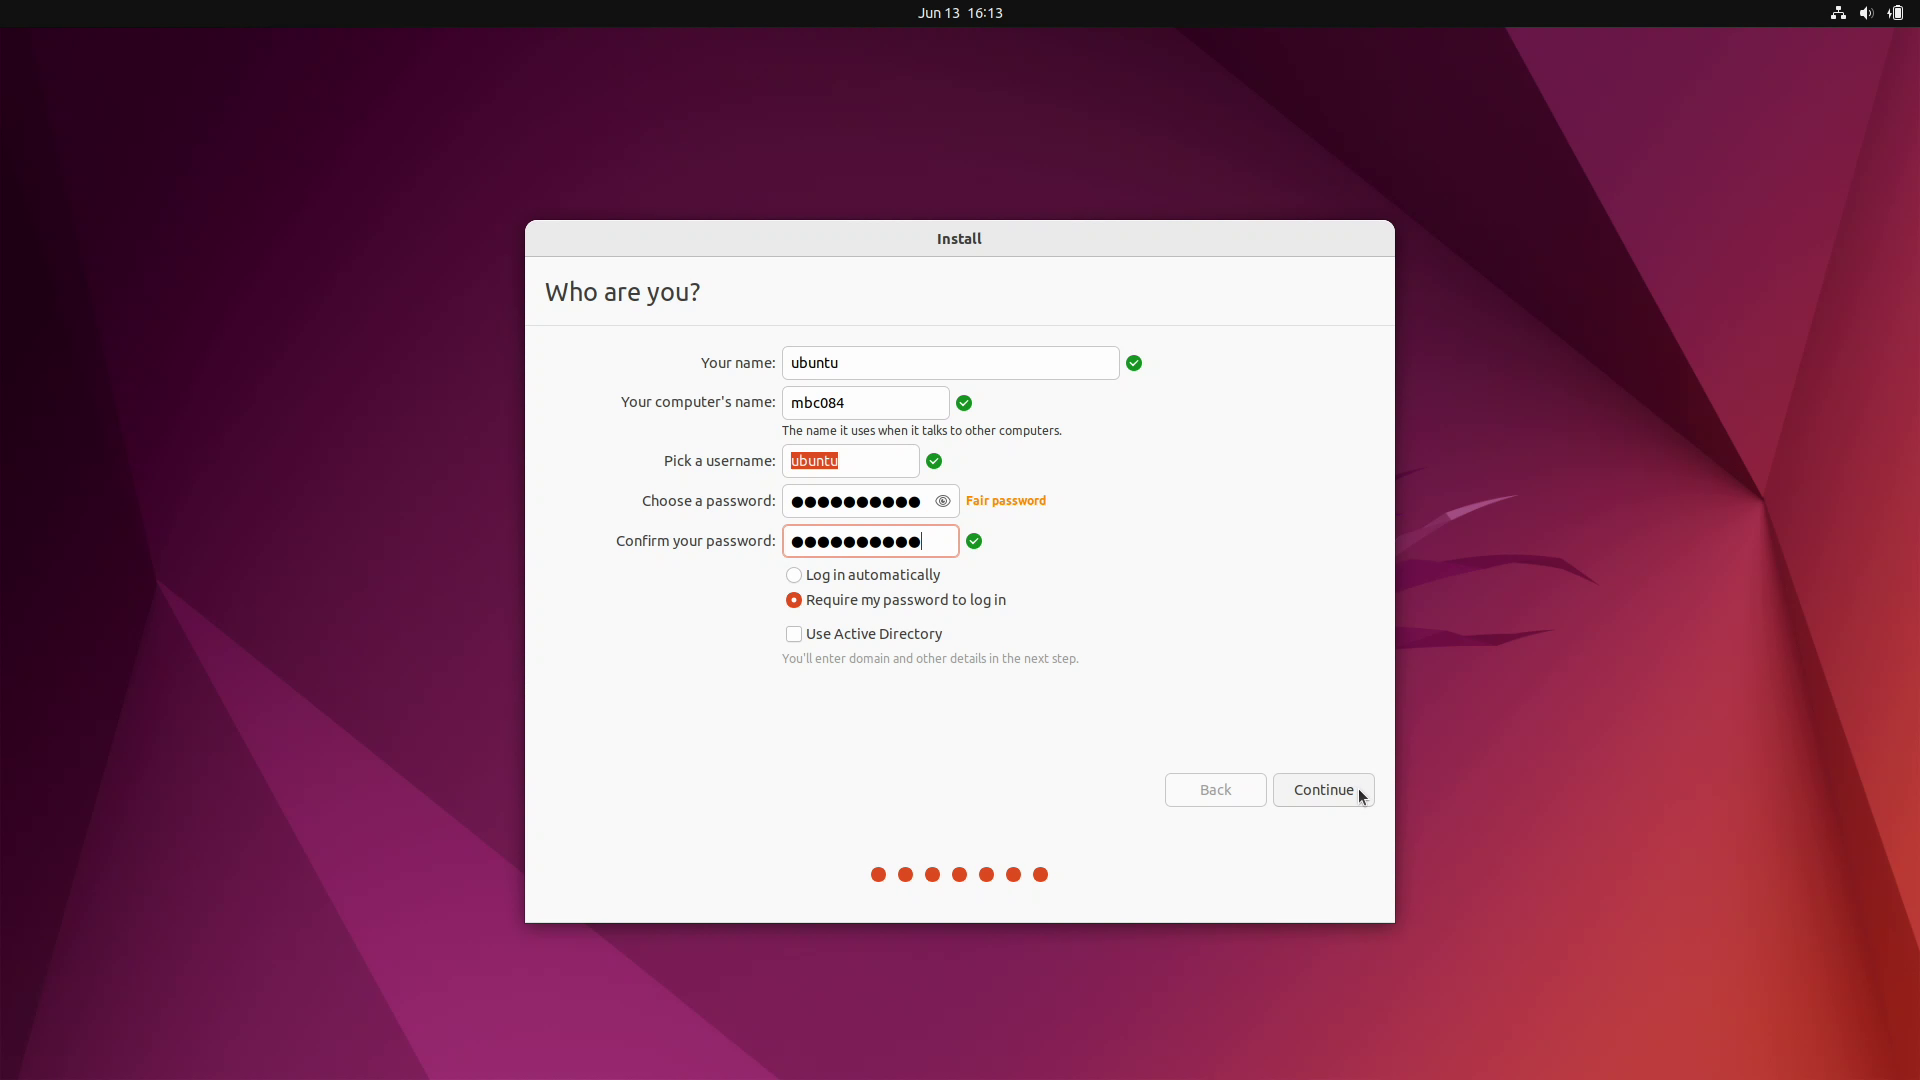 Jun 13 16:13
Install
Who are you?
Your name: ubuntu
Your computer's name: mbc084
The name it uses when it talks to other computers.
Pick a username: ubuntu
Choose a password: ●●●●●●●●●● Fair password
Confirm your password: ●●●●●●●●●●
Log in automatically
Require my password to log in
Use Active Directory
You'll enter domain and other details in the next step.
Back Continue